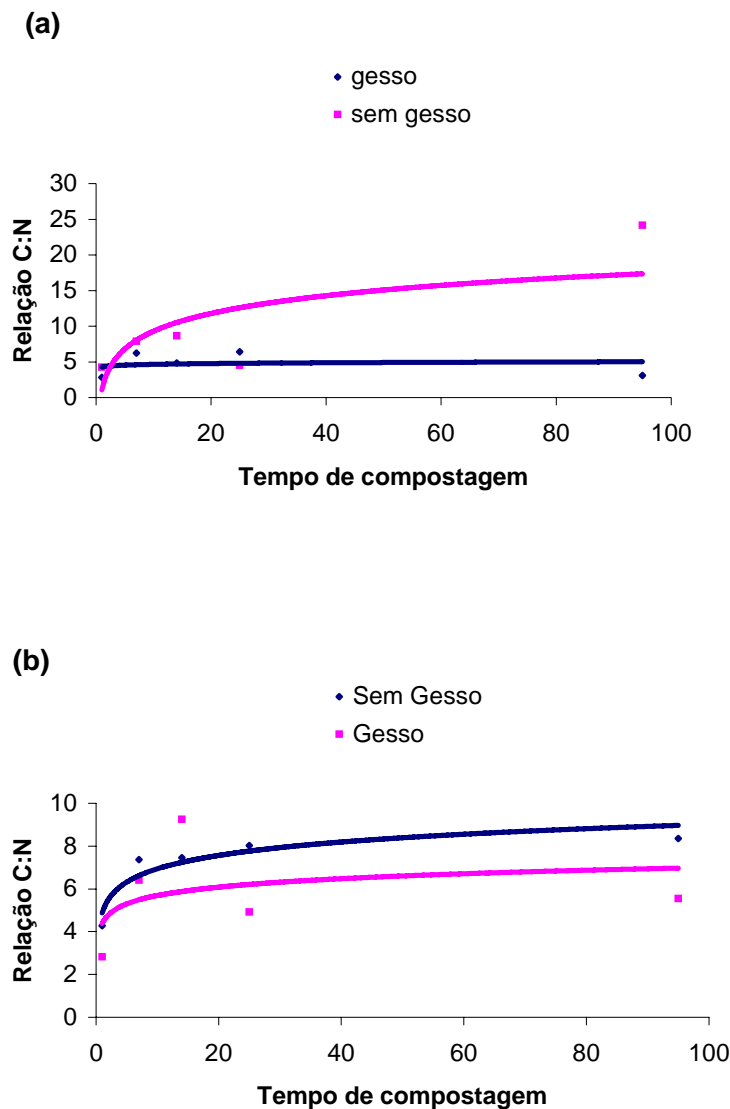 (a)
gesso
sem gesso
30
25
20
15
10
5
0
Relação C:N
0 20 40 60 80 100
Tempo de compostagem
(b)
Sem Gesso
Gesso
10
8
6
4
2
0
Relação C:N
0 20 40 60 80 100
Tempo de compostagem